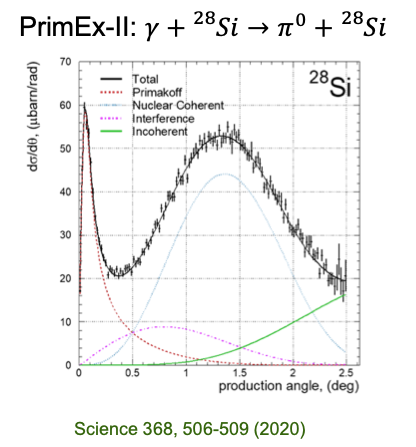 PrimEx-II: γ + ²⁸Si → π⁰ + ²⁸Si
70
60
50
40
30
20
10
0
dσ/dθ, (μbarn/rad)
Total
Primakoff
Nuclear Coherent
Interference
Incoherent
²⁸Si
0 0.5 1 1.5 2 2.5
production angle, (deg)
Science 368, 506-509 (2020)